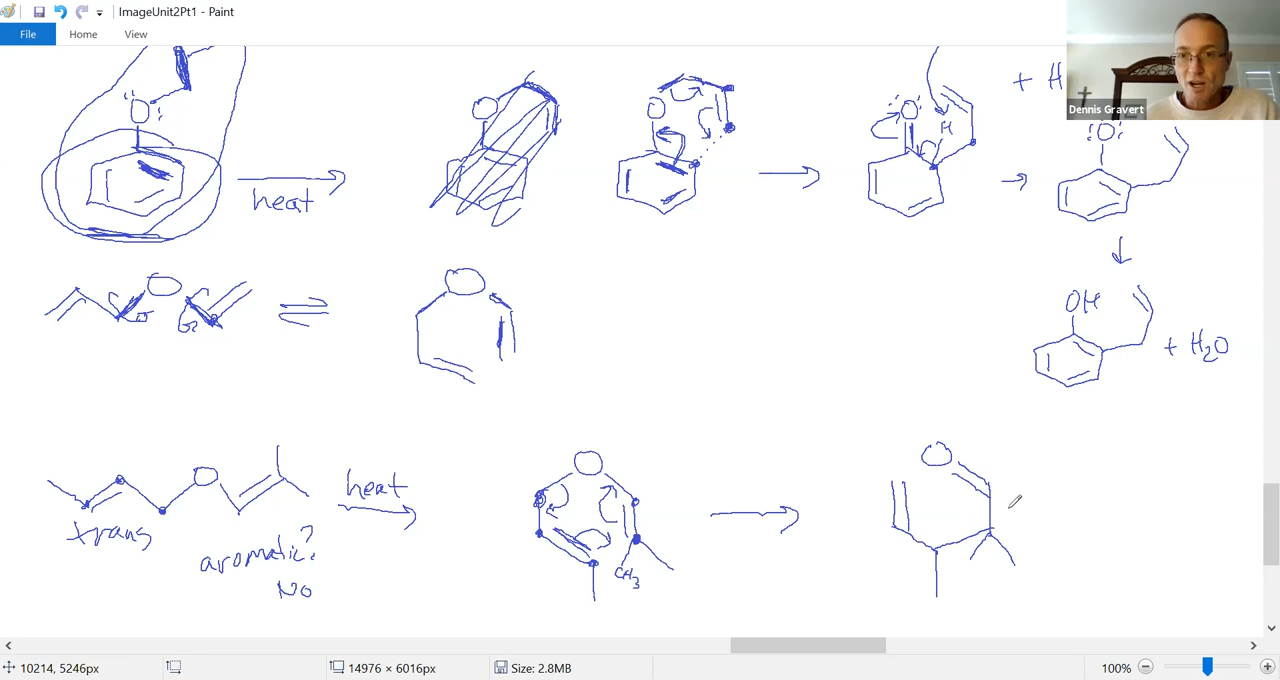 ImageUnit2Pt1 - Paint
File Home View
Dennis Gravert
+ H
O
O
O
O
H
O
heat
O
O
OH
+ H2O
O
heat
trans
aromatic?
No
O
CH3
O
10214, 5246px
14976 × 6016px
Size: 2.8MB
100%